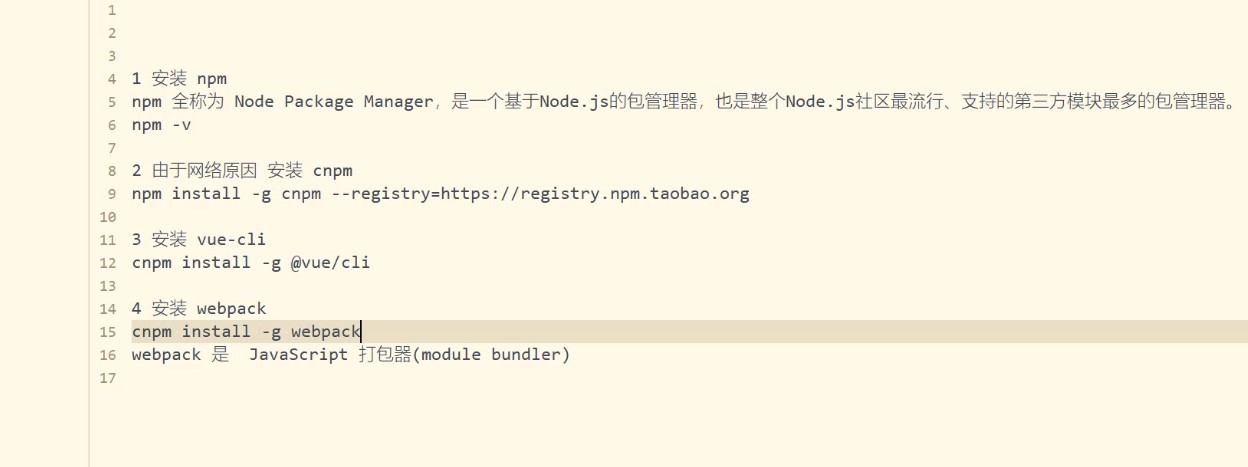 1
2
3
4 1 安装 npm
5 npm 全称为 Node Package Manager，是一个基于Node.js的包管理器，也是整个Node.js社区最流行、支持的第三方模块最多的包管理器。
6 npm -v
7
8 2 由于网络原因 安装 cnpm
9 npm install -g cnpm --registry=https://registry.npm.taobao.org
10
11 3 安装 vue-cli
12 cnpm install -g @vue/cli
13
14 4 安装 webpack
15 cnpm install -g webpack
16 webpack 是  JavaScript 打包器(module bundler)
17